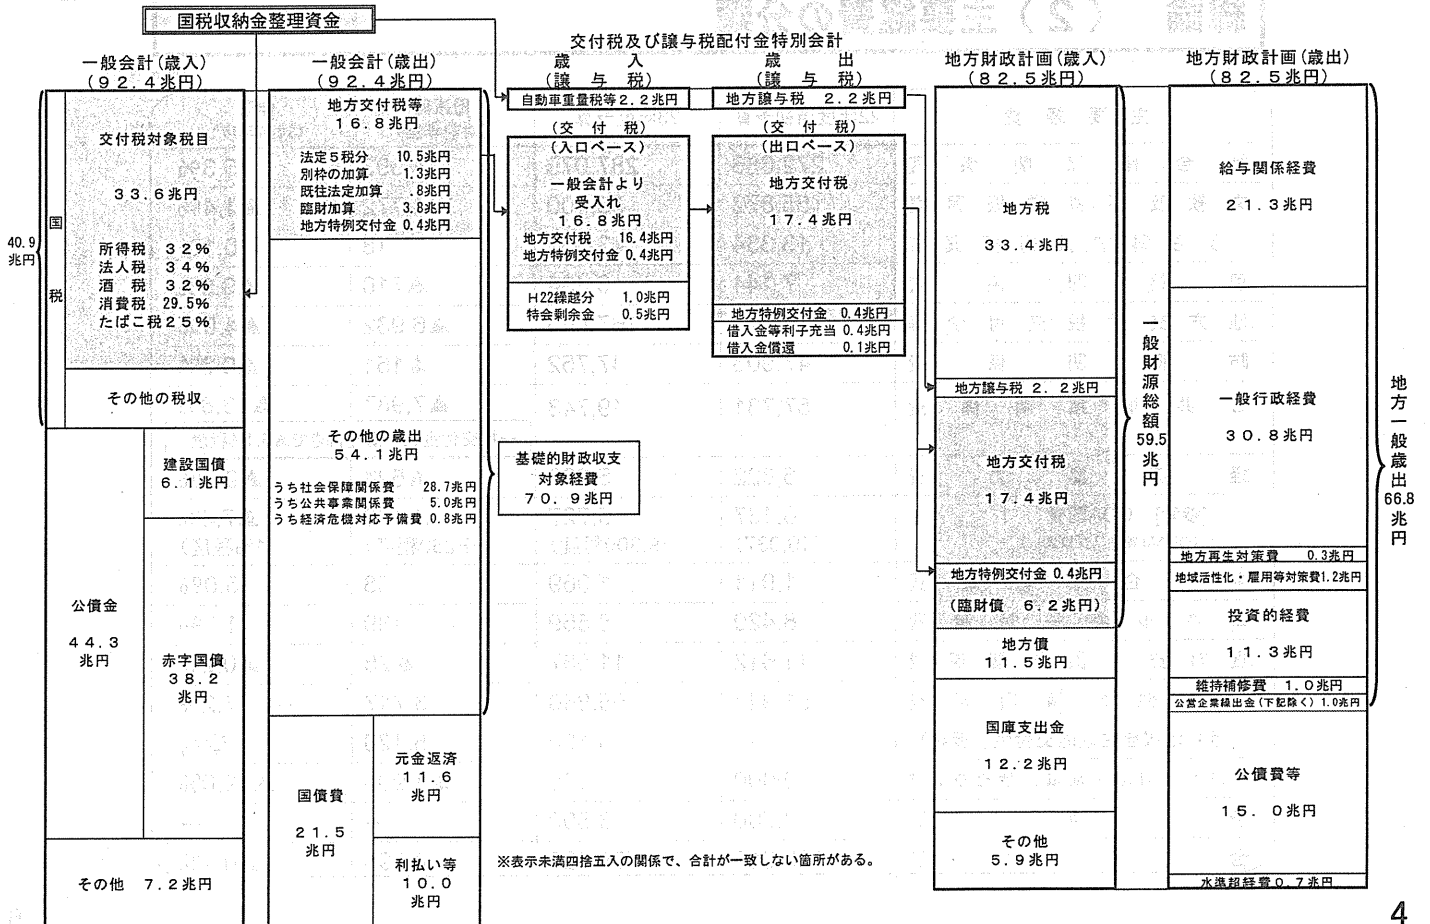 国税収納金整理資金
一般会計(歳入)
(92.4兆円)
40.9
兆円
国税
交付税対象税目
33.6兆円
所得税 32%
法人税 34%
酒税 32%
消費税 29.5%
たばこ税25%
その他の税収
公債金
44.3
兆円
建設国債
6.1兆円
赤字国債
38.2
兆円
その他 7.2兆円
一般会計(歳出)
(92.4兆円)
地方交付税等
16.8兆円
法定5税分 10.5兆円
別枠の加算 1.3兆円
既往法定加算 .8兆円
臨財加算 3.8兆円
地方特例交付金 0.4兆円
その他の歳出
54.1兆円
うち社会保障関係費 28.7兆円
うち公共事業関係費 5.0兆円
うち経済危機対応予備費 0.8兆円
国債費
21.5
兆円
元金返済
11.6
兆円
利払い等
10.0
兆円
基礎的財政収支
対象経費
70.9兆円
交付税及び譲与税配付金特別会計
歳入
(譲与税)
自動車重量税等2.2兆円
(交付税)
(入口ベース)
一般会計より
受入れ
16.8兆円
地方交付税 16.4兆円
地方特例交付金 0.4兆円
H22繰越分 1.0兆円
特会剰余金 0.5兆円
歳出
(譲与税)
地方譲与税 2.2兆円
(交付税)
(出口ベース)
地方交付税
17.4兆円
地方特例交付金 0.4兆円
借入金等利子充当 0.4兆円
借入金償還 0.1兆円
地方財政計画(歳入)
(82.5兆円)
地方税
33.4兆円
地方譲与税 2.2兆円
地方交付税
17.4兆円
地方特例交付金 0.4兆円
(臨財債 6.2兆円)
地方債
11.5兆円
国庫支出金
12.2兆円
その他
5.9兆円
一般財源総額59.5兆円
地方財政計画(歳出)
(82.5兆円)
給与関係経費
21.3兆円
一般行政経費
30.8兆円
地方再生対策費 0.3兆円
地域活性化・雇用等対策費1.2兆円
投資的経費
11.3兆円
維持補修費 1.0兆円
公営企業繰出金(下記除く) 1.0兆円
公債費等
15.0兆円
水準超経費0.7兆円
地方一般歳出66.8兆円
※表示未満四捨五入の関係で、合計が一致しない箇所がある。
4